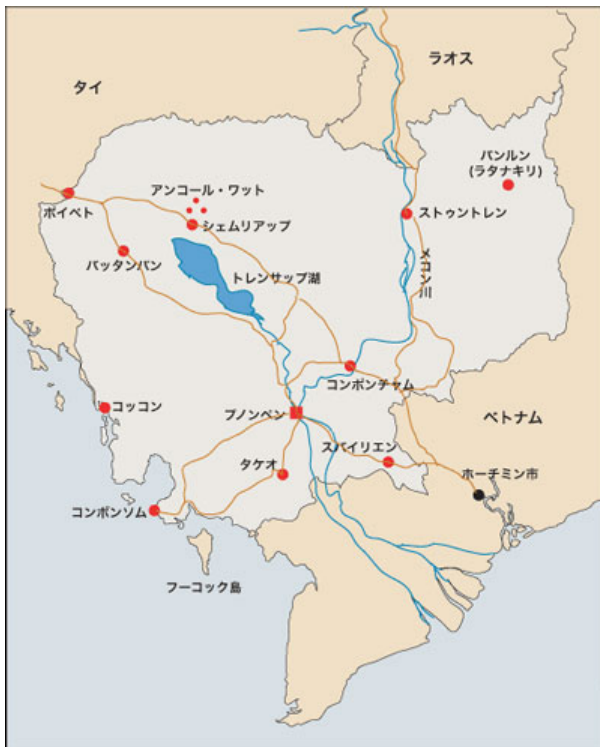 ラオス
タイ
バンルン
(ラタナキリ)
アンコール・ワット
ポイペト
シェムリアップ
ストゥントレン
バッタンバン
トレンサップ湖
メコン川
コンポンチャム
コッコン
プノンペン
ベトナム
スバイリエン
タケオ
ホーチミン市
コンポンソム
フーコック島